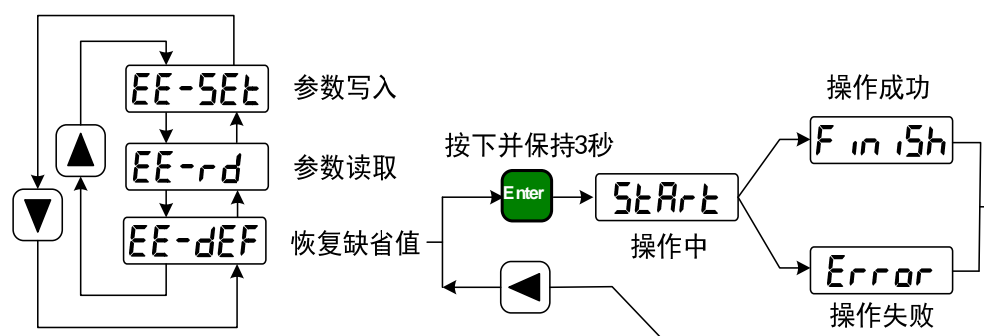 EE-SEt
参数写入
EE-rd
参数读取
EE-dEF
恢复缺省值
按下并保持3秒
Enter
StArt
操作中
操作成功
FiniSh
Error
操作失败